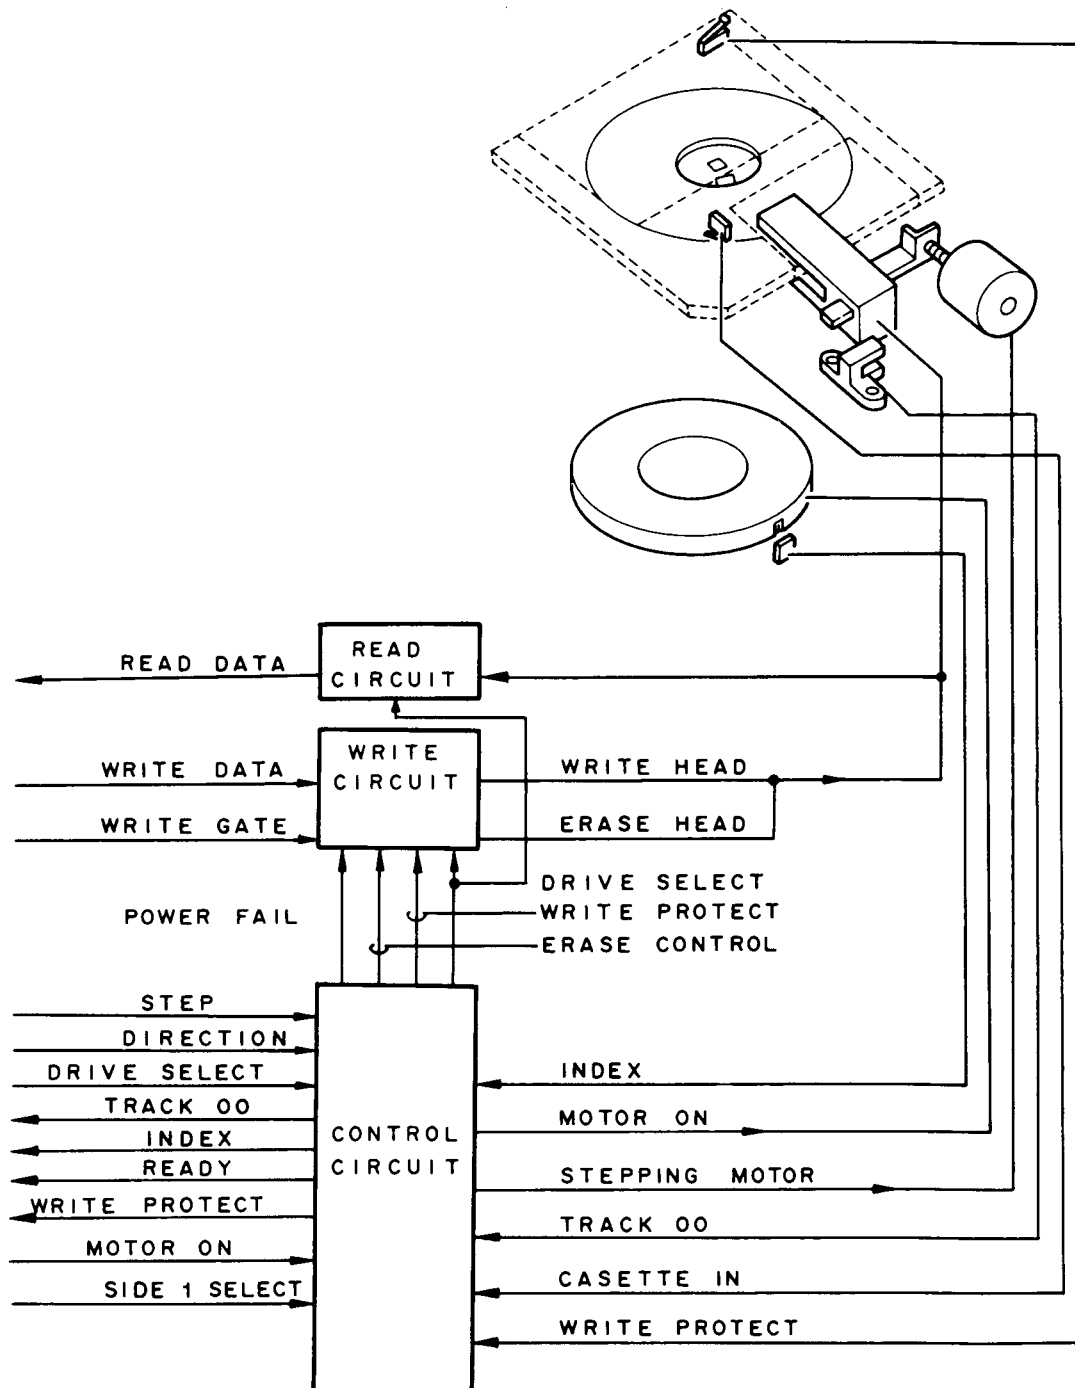 READ DATA
READ
CIRCUIT
WRITE DATA
WRITE
CIRCUIT
WRITE HEAD
WRITE GATE
ERASE HEAD
DRIVE SELECT
POWER FAIL
WRITE PROTECT
ERASE CONTROL
STEP
DIRECTION
DRIVE SELECT
TRACK 00
INDEX
READY
WRITE PROTECT
MOTOR ON
SIDE 1 SELECT
CONTROL
CIRCUIT
INDEX
MOTOR ON
STEPPING MOTOR
TRACK 00
CASETTE IN
WRITE PROTECT